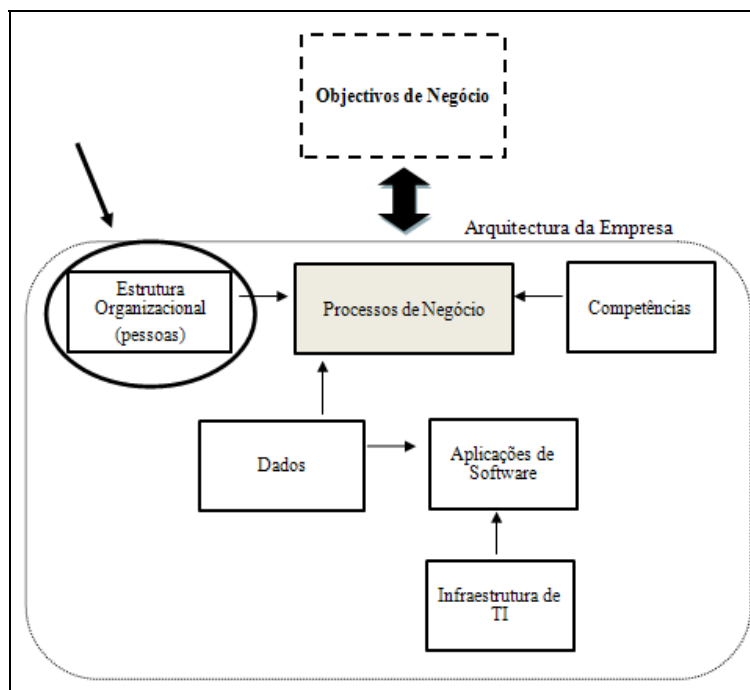 Objectivos de Negócio
Arquitectura da Empresa
Estrutura
Organizacional
(pessoas)
Processos de Negócio
Competências
Dados
Aplicações de
Software
Infraestrutura de
TI